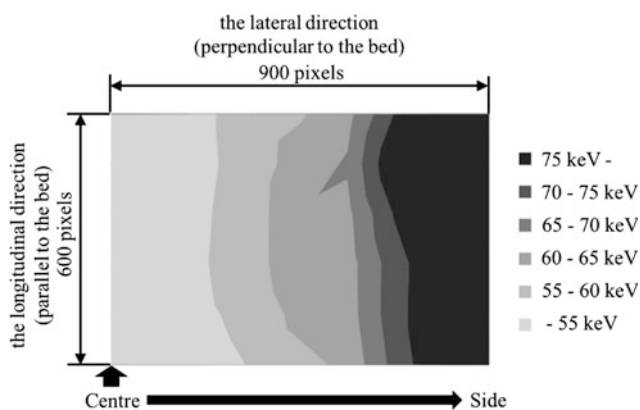 the lateral direction
(perpendicular to the bed)
900 pixels
the longitudinal direction
(parallel to the bed)
600 pixels
75 keV -
70 - 75 keV
65 - 70 keV
60 - 65 keV
55 - 60 keV
- 55 keV
Centre
Side